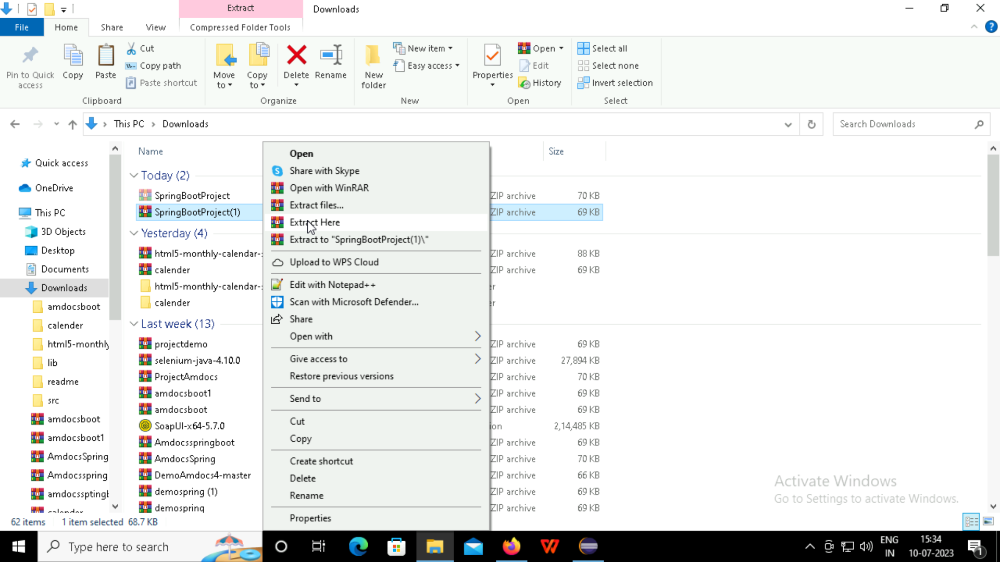 Extract
Downloads
File
Home
Share
View
Compressed Folder Tools
Pin to Quick access
Copy
Paste
Cut
Copy path
Paste shortcut
Clipboard
Move to
Copy to
Delete
Rename
Organize
New folder
New item
Easy access
New
Properties
Open
Edit
History
Open
Select all
Select none
Invert selection
Select
This PC
Downloads
Search Downloads
Quick access
OneDrive
This PC
3D Objects
Desktop
Documents
Downloads
amdocsboot
calender
html5-monthly
lib
readme
src
amdocsboot
amdocsboot1
AmdocsSpring
Amdocsspring
Name
Size
Today (2)
SpringBootProject
ZIP archive
70 KB
SpringBootProject(1)
ZIP archive
69 KB
Yesterday (4)
html5-monthly-calendar-
ZIP archive
88 KB
calender
ZIP archive
69 KB
html5-monthly-calendar-
calender
Last week (13)
projectdemo
ZIP archive
69 KB
selenium-java-4.10.0
ZIP archive
27,894 KB
ProjectAmdocs
ZIP archive
70 KB
amdocsboot1
ZIP archive
69 KB
amdocsboot
ZIP archive
69 KB
SoapUI-x64-5.7.0
ion
2,14,485 KB
Amdocsspringboot
ZIP archive
69 KB
AmdocsSpring
ZIP archive
70 KB
DemoAmdocs4-master
ZIP archive
66 KB
demospring (1)
ZIP archive
69 KB
demospring
ZIP archive
69 KB
Open
Share with Skype
Open with WinRAR
Extract files...
Extract Here
Extract to "SpringBootProject(1)\"
Upload to WPS Cloud
Edit with Notepad++
Scan with Microsoft Defender...
Share
Open with
Give access to
Restore previous versions
Send to
Cut
Copy
Create shortcut
Delete
Rename
Properties
Activate Windows
Go to Settings to activate Windows.
62 items
1 item selected 68.7 KB
Type here to search
ENG
IN
15:34
10-07-2023
1